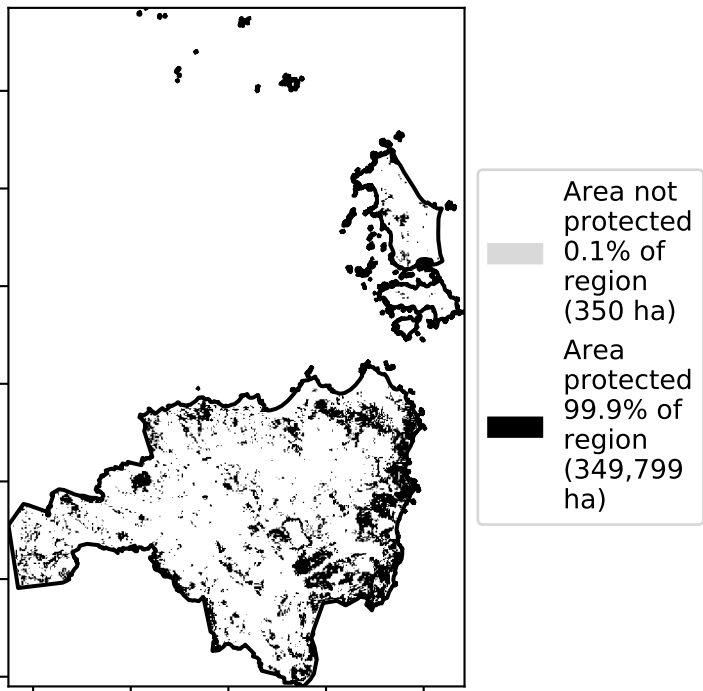 Area not
protected
0.1% of
region
(350 ha)
Area
protected
99.9% of
region
(349,799
ha)